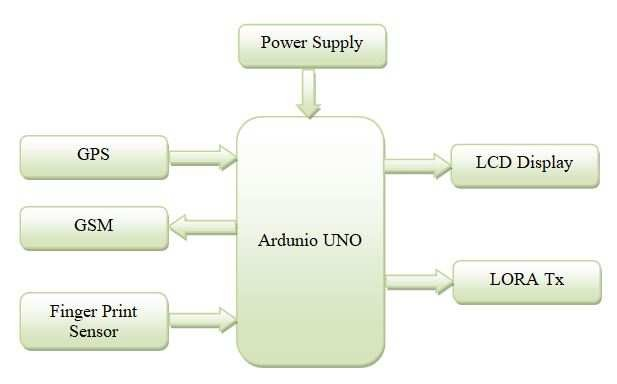 Power Supply
GPS
LCD Display
GSM
Ardunio UNO
LORA Tx
Finger Print
Sensor